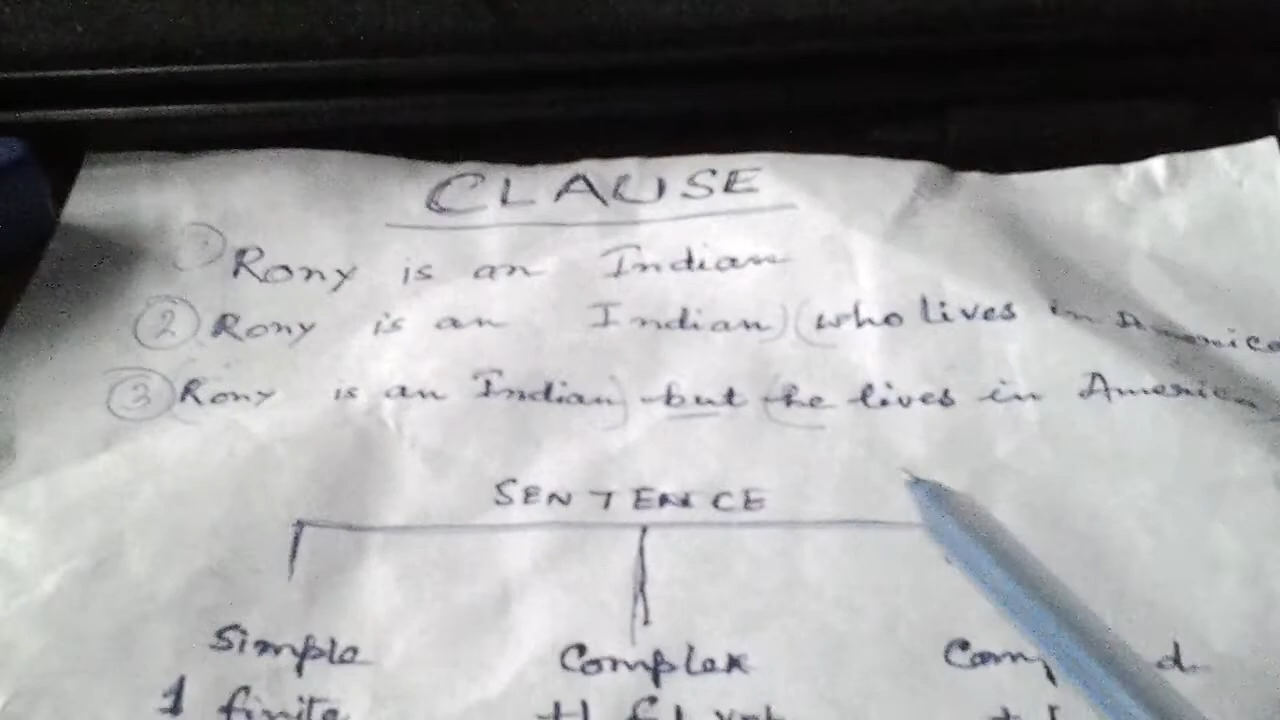 CLAUSE
① Rony is an Indian
② Rony is an Indian) (who lives in America
③ Rony is an Indian) but (he lives in America
SENTENCE
Simple Complex
1 finite